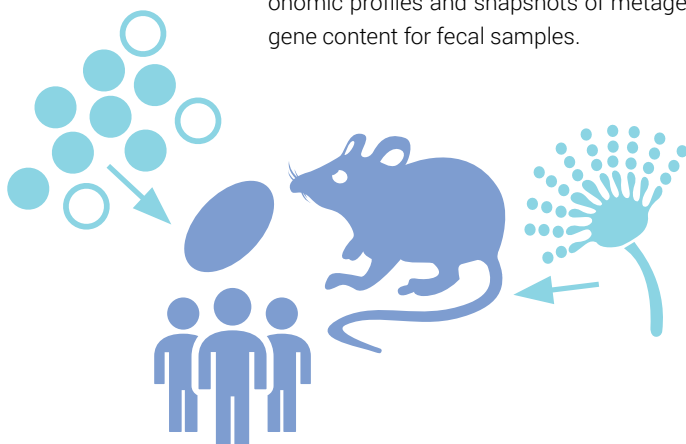 onomic profiles and snapshots of metage
gene content for fecal samples.